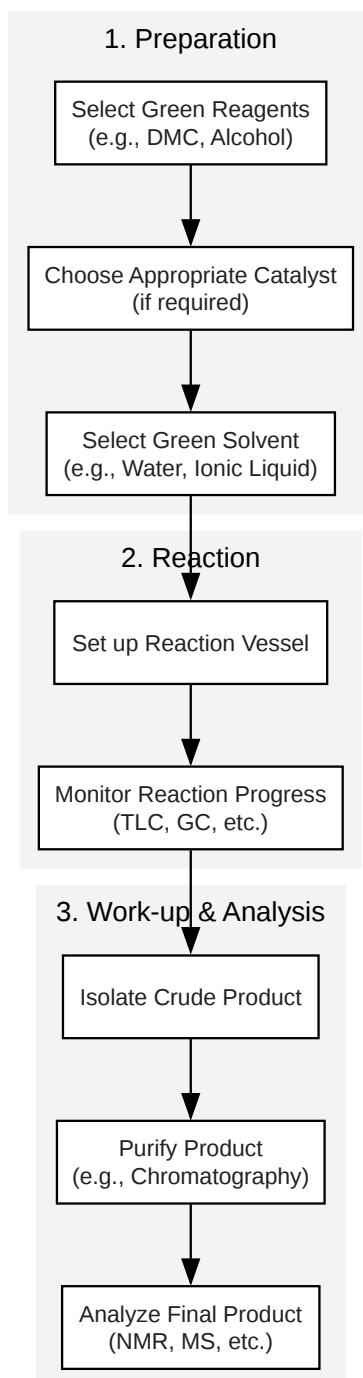 1. Preparation
Select Green Reagents
(e.g., DMC, Alcohol)
Choose Appropriate Catalyst
(if required)
Select Green Solvent
(e.g., Water, Ionic Liquid)
2. Reaction
Set up Reaction Vessel
Monitor Reaction Progress
(TLC, GC, etc.)
3. Work-up & Analysis
Isolate Crude Product
Purify Product
(e.g., Chromatography)
Analyze Final Product
(NMR, MS, etc.)